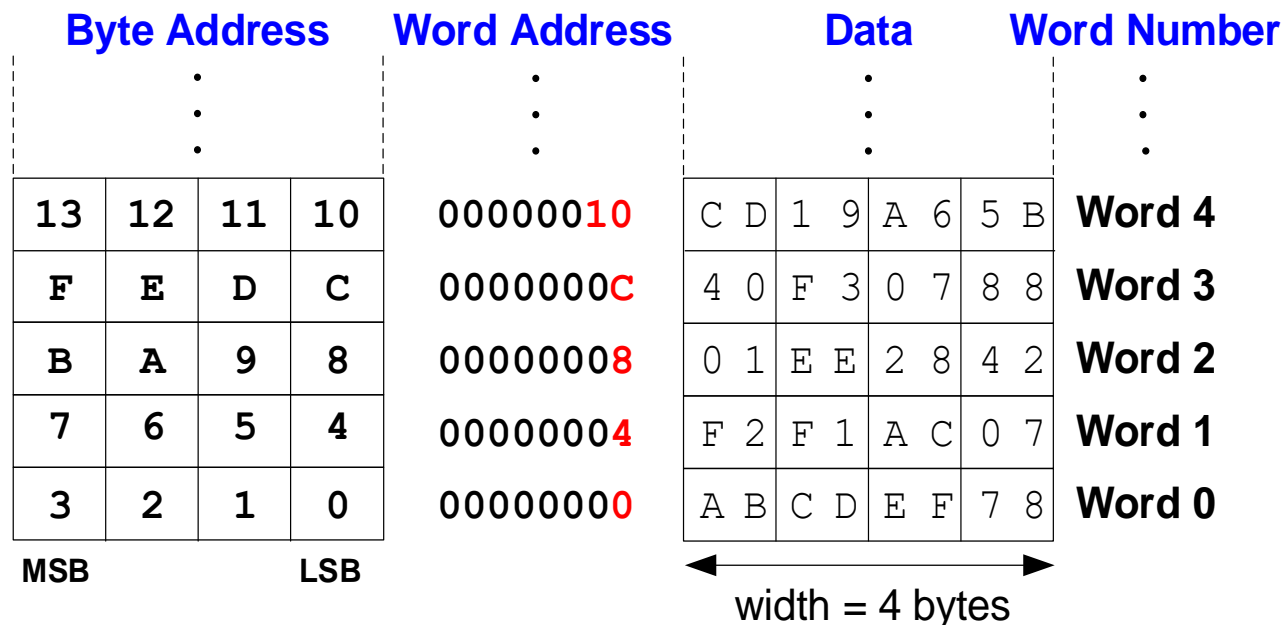 Byte Address Word Address Data Word Number
13 12 11 10 00000010 C D 1 9 A 6 5 B Word 4
F E D C 0000000C 4 0 F 3 0 7 8 8 Word 3
B A 9 8 00000008 0 1 E E 2 8 4 2 Word 2
7 6 5 4 00000004 F 2 F 1 A C 0 7 Word 1
3 2 1 0 00000000 A B C D E F 7 8 Word 0
MSB LSB
width = 4 bytes